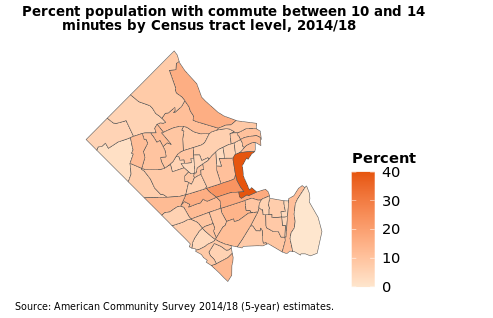 Percent population with commute between 10 and 14
minutes by Census tract level, 2014/18
Percent
40
30
20
10
0
Source: American Community Survey 2014/18 (5-year) estimates.